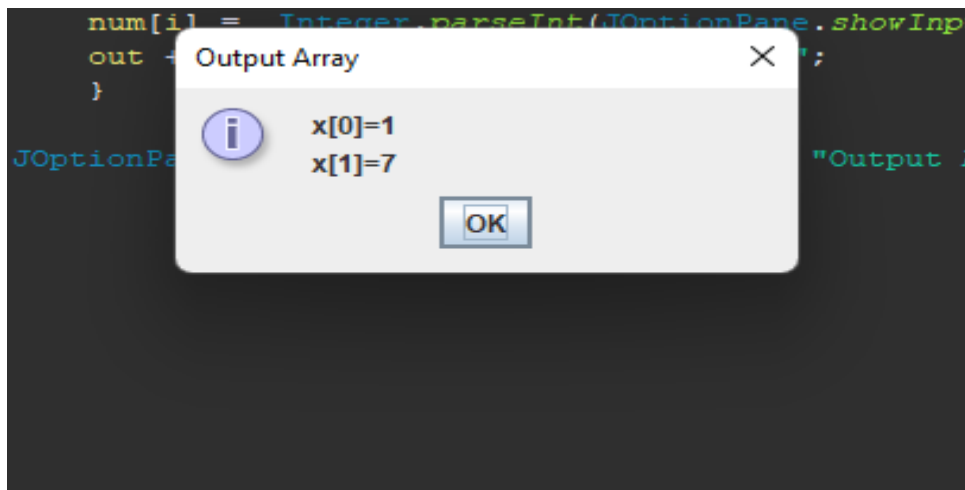 num[i] = Integer.parseInt(JOptionPane.showInp
out + ";
}
Output Array
x[0]=1
x[1]=7
JOptionPa "Output
OK